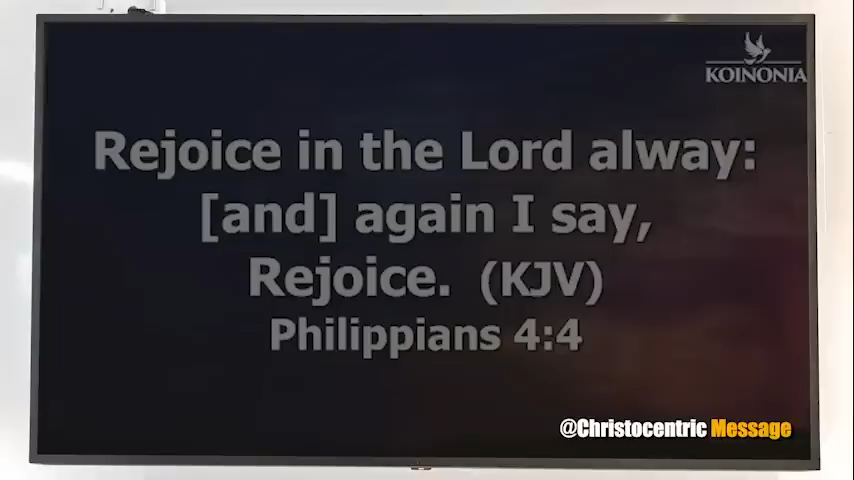 KOINONIA
Rejoice in the Lord alway:
[and] again I say,
Rejoice. (KJV)
Philippians 4:4
@Christocentric Message